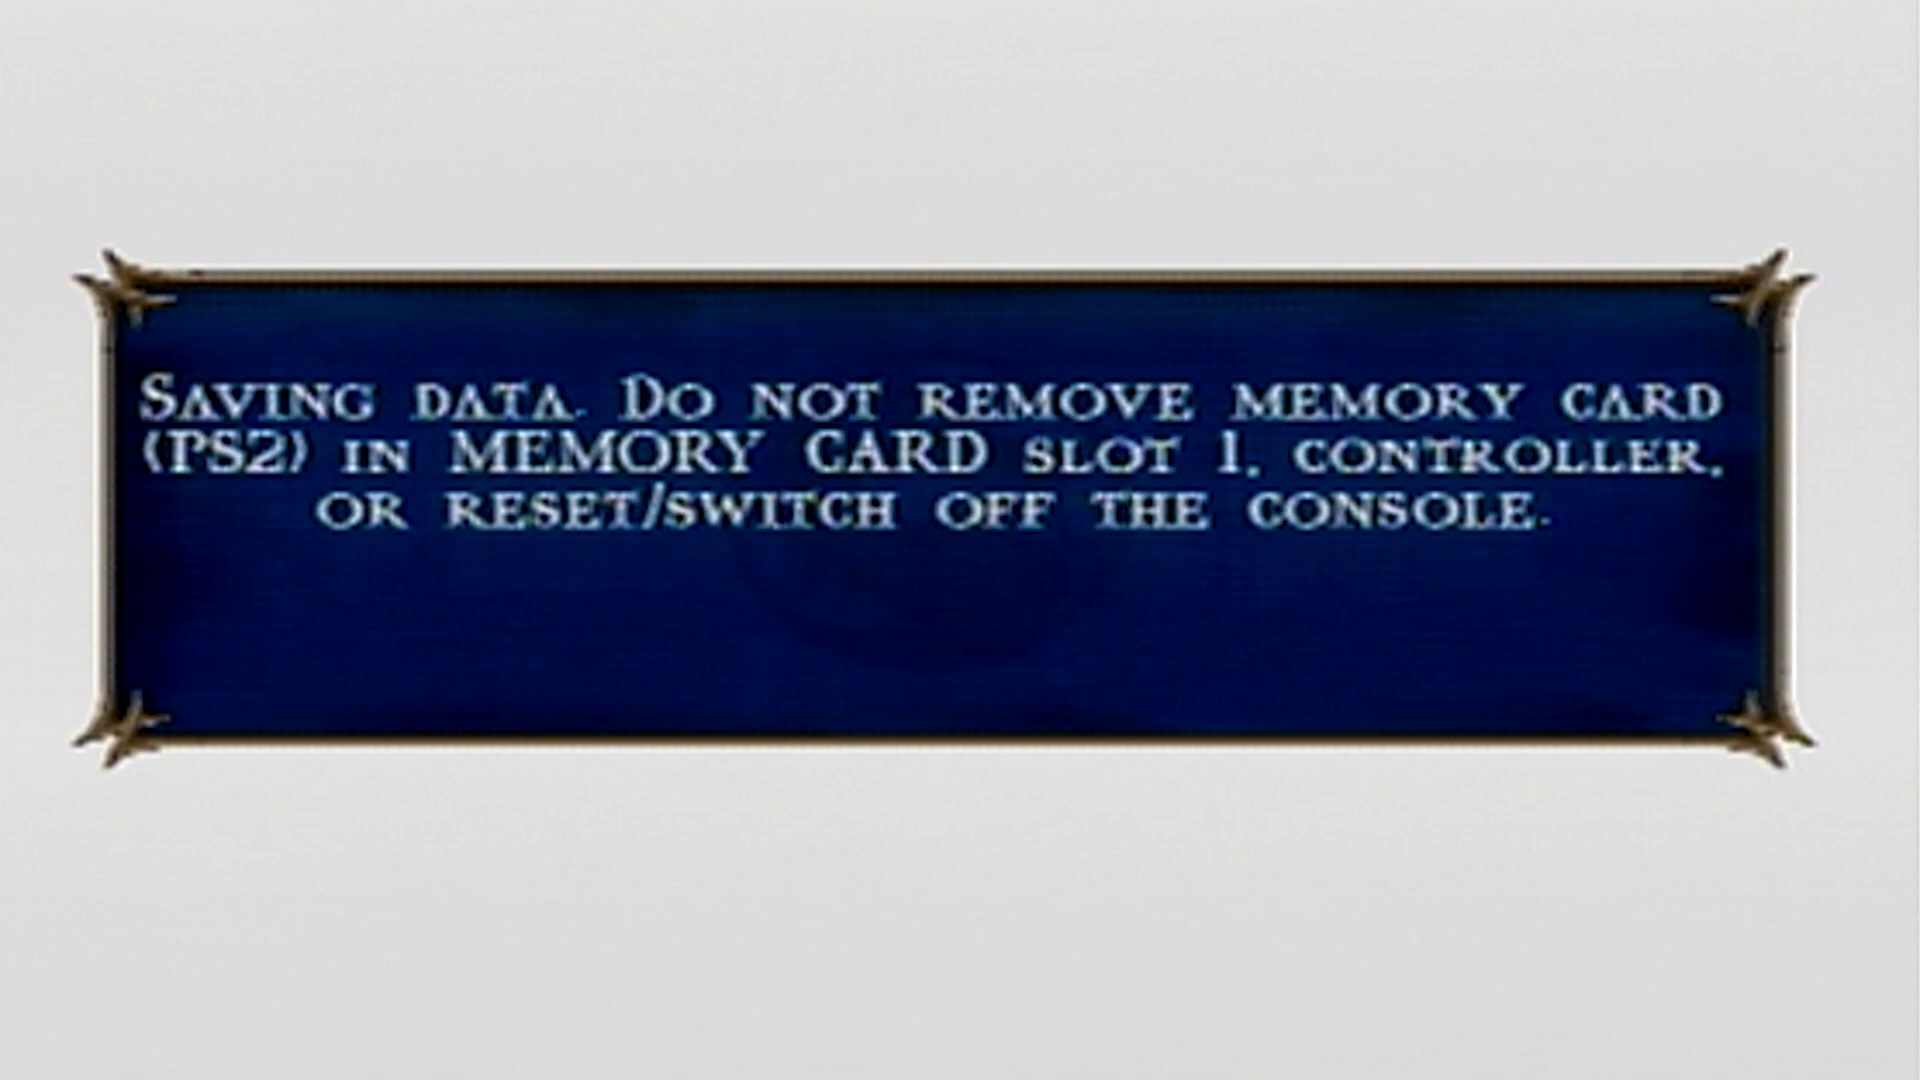 Saving data. Do not remove memory card
(PS2) in MEMORY CARD slot 1, controller,
or reset/switch off the console.